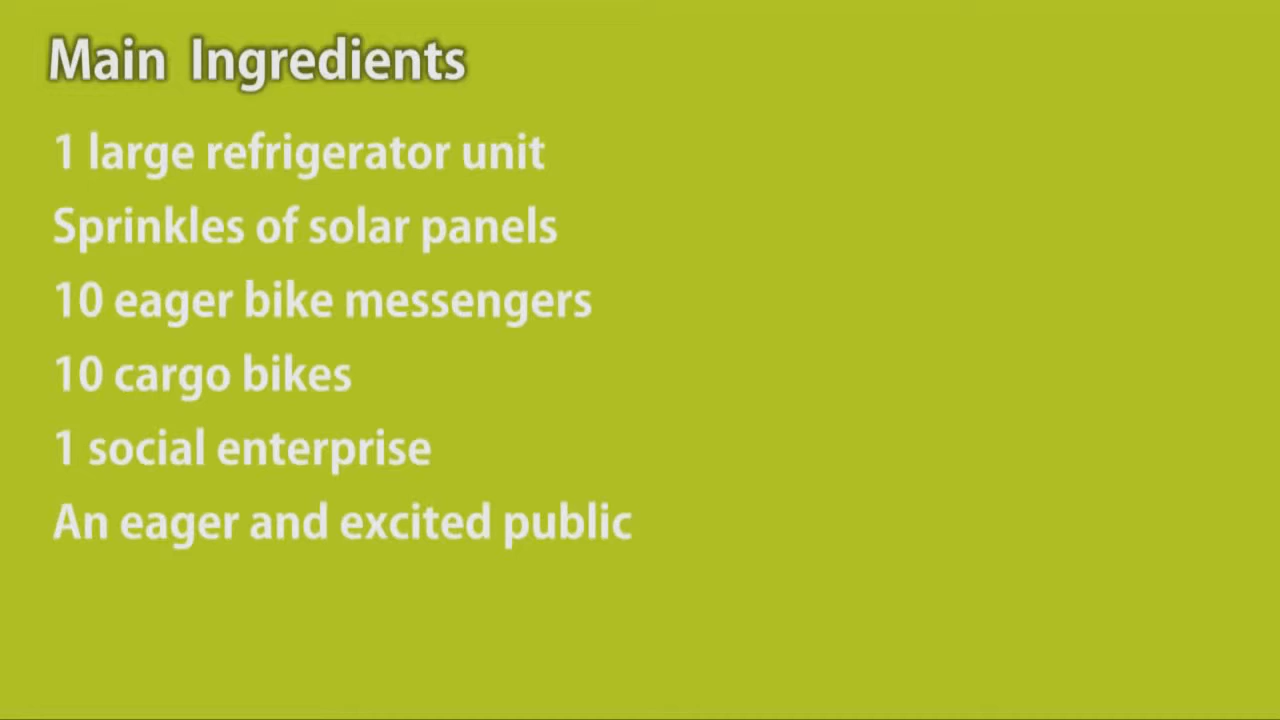 Main Ingredients
1 large refrigerator unit
Sprinkles of solar panels
10 eager bike messengers
10 cargo bikes
1 social enterprise
An eager and excited public